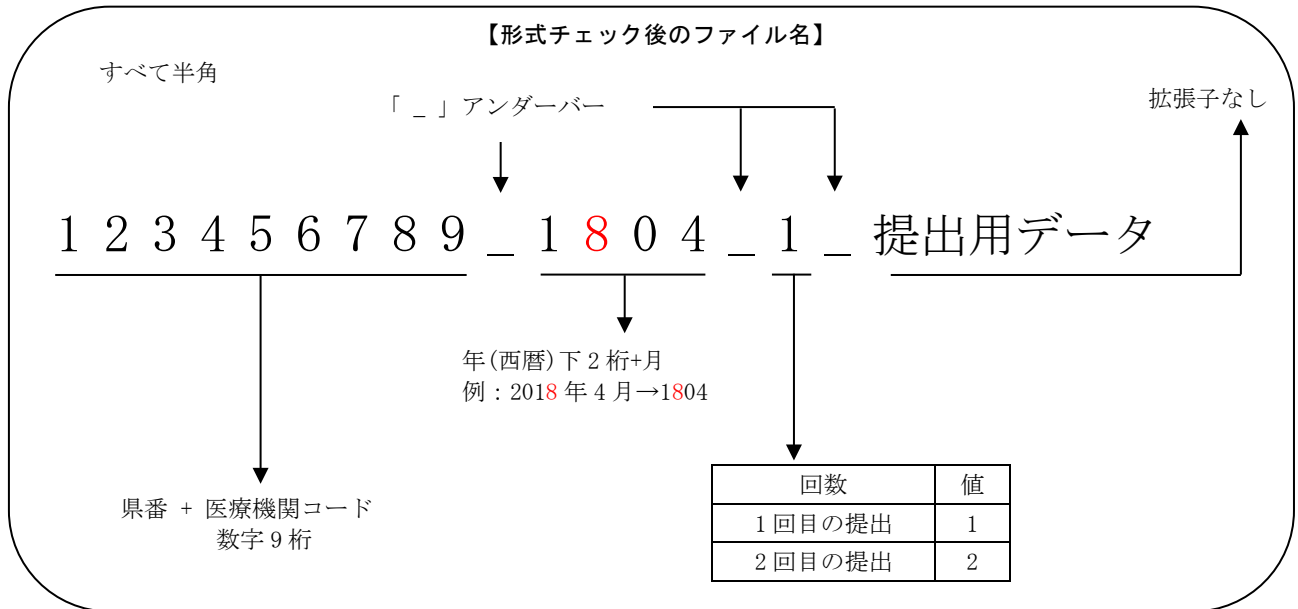 【形式チェック後のファイル名】
すべて半角
「 _ 」アンダーバー
拡張子なし
123456789_1804_1_提出用データ
年(西暦)下2桁+月
例：2018年4月→1804
県番 + 医療機関コード
数字9桁
回数 値
1回目の提出 1
2回目の提出 2